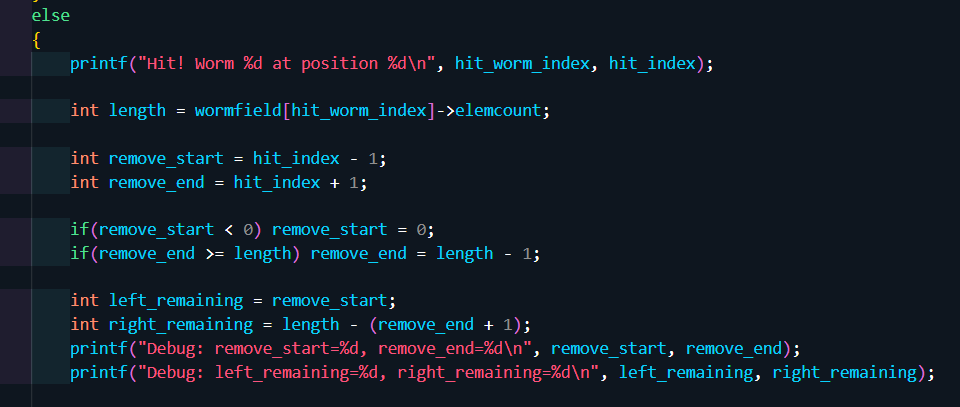 else
{
printf("Hit! Worm %d at position %d\n", hit_worm_index, hit_index);
int length = wormfield[hit_worm_index]->elemcount;
int remove_start = hit_index - 1;
int remove_end = hit_index + 1;
if(remove_start < 0) remove_start = 0;
if(remove_end >= length) remove_end = length - 1;
int left_remaining = remove_start;
int right_remaining = length - (remove_end + 1);
printf("Debug: remove_start=%d, remove_end=%d\n", remove_start, remove_end);
printf("Debug: left_remaining=%d, right_remaining=%d\n", left_remaining, right_remaining);